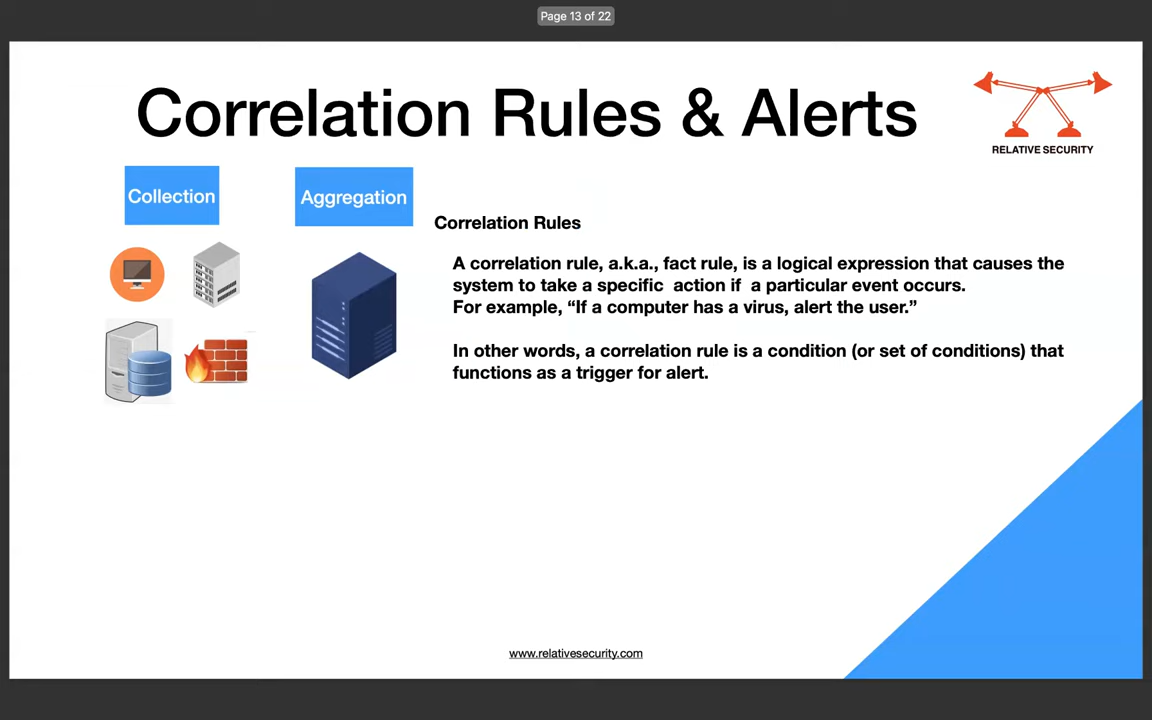 Page 13 of 22
Correlation Rules & Alerts
RELATIVE SECURITY
Collection
Aggregation
Correlation Rules
A correlation rule, a.k.a., fact rule, is a logical expression that causes the
system to take a specific  action if  a particular event occurs.
For example, “If a computer has a virus, alert the user.”
In other words, a correlation rule is a condition (or set of conditions) that
functions as a trigger for alert.
www.relativesecurity.com